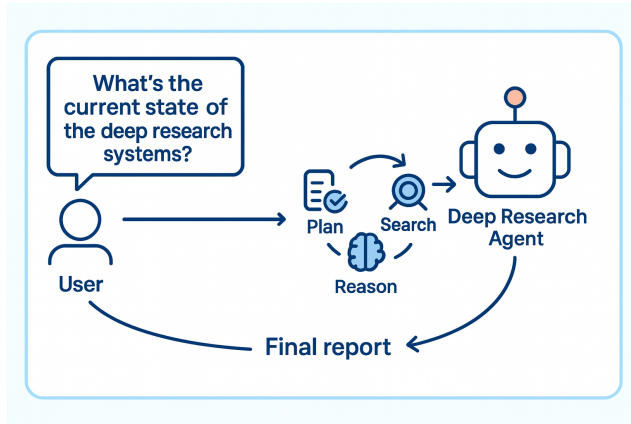 What's the
current state of
the deep research
systems?
Plan
Search
Reason
Deep Research
Agent
User
Final report